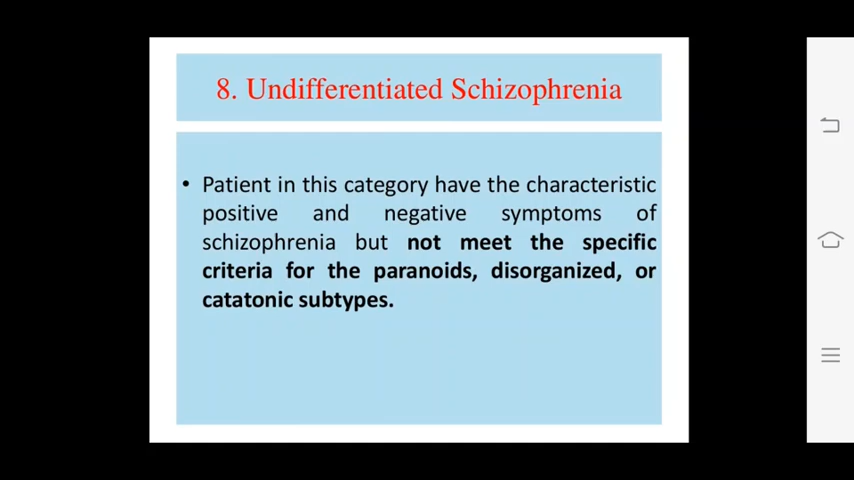 8. Undifferentiated Schizophrenia
• Patient in this category have the characteristic
positive and negative symptoms of
schizophrenia but not meet the specific
criteria for the paranoids, disorganized, or
catatonic subtypes.